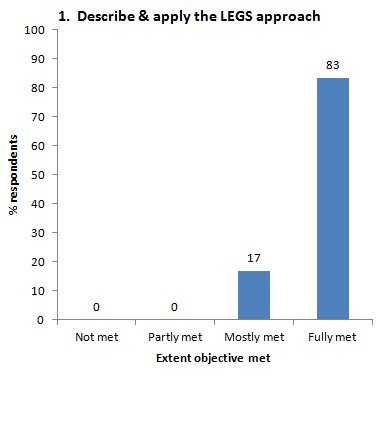 1. Describe & apply the LEGS approach
100
90
80
70
60
50
40
30
20
10
0
% respondents
0
0
17
83
Not met
Partly met
Mostly met
Fully met
Extent objective met